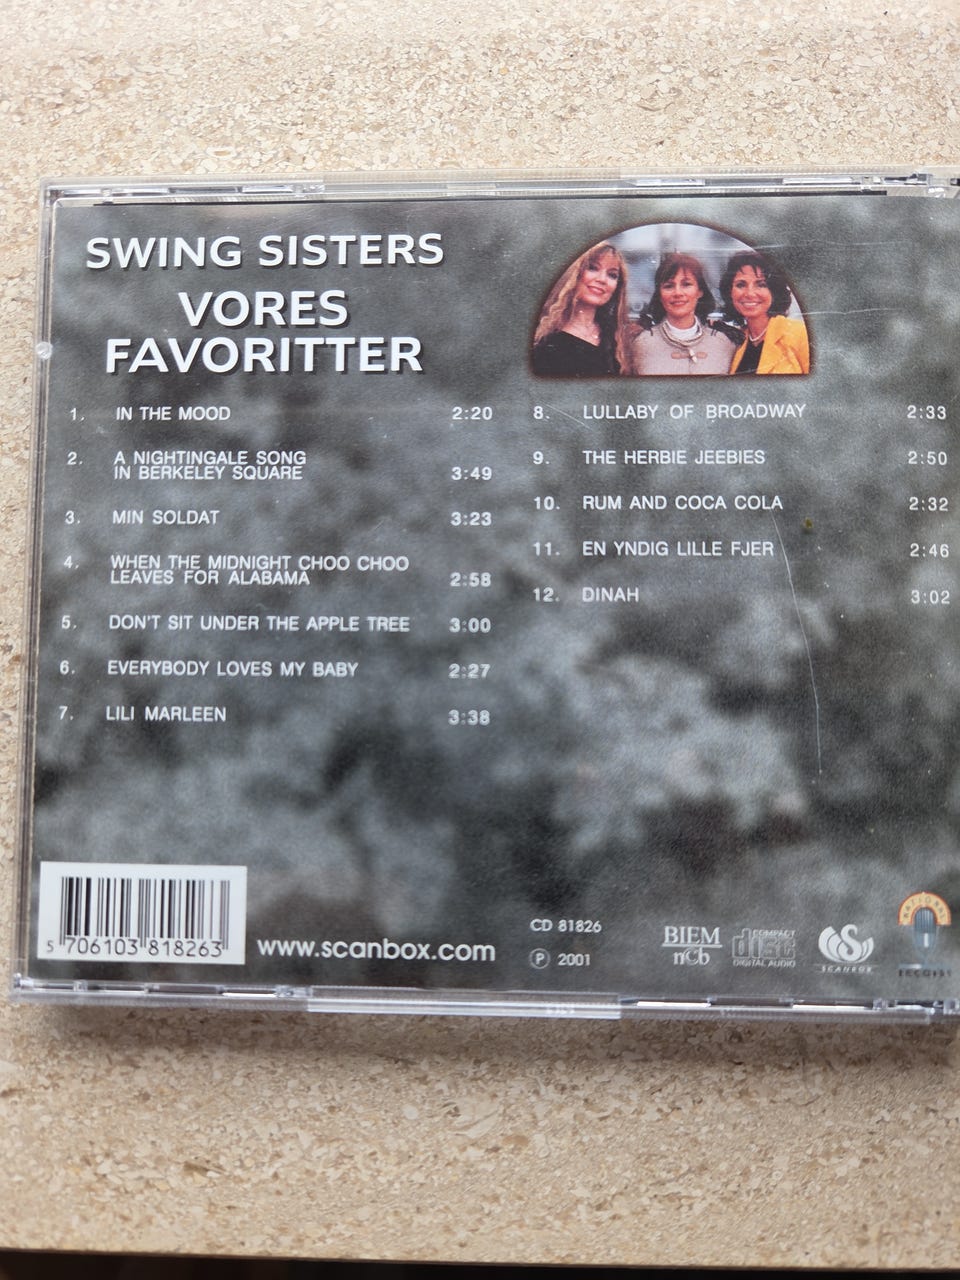 SWING SISTERS
VORES
FAVORITTER
1. IN THE MOOD 2:20
2. A NIGHTINGALE SONG
IN BERKELEY SQUARE 3:49
3. MIN SOLDAT 3:23
4. WHEN THE MIDNIGHT CHOO CHOO
LEAVES FOR ALABAMA 2:58
5. DON'T SIT UNDER THE APPLE TREE 3:00
6. EVERYBODY LOVES MY BABY 2:27
7. LILI MARLEEN 3:38
8. LULLABY OF BROADWAY 2:33
9. THE HERBIE JEEBIES 2:50
10. RUM AND COCA COLA 2:32
11. EN YNDIG LILLE FJER 2:46
12. DINAH 3:02
5 706103 818263
www.scanbox.com
CD 81826
℗ 2001
BIEM
ncb
COMPACT
disc
DIGITAL AUDIO
SCANBOX
NATIONAL
RECORDS